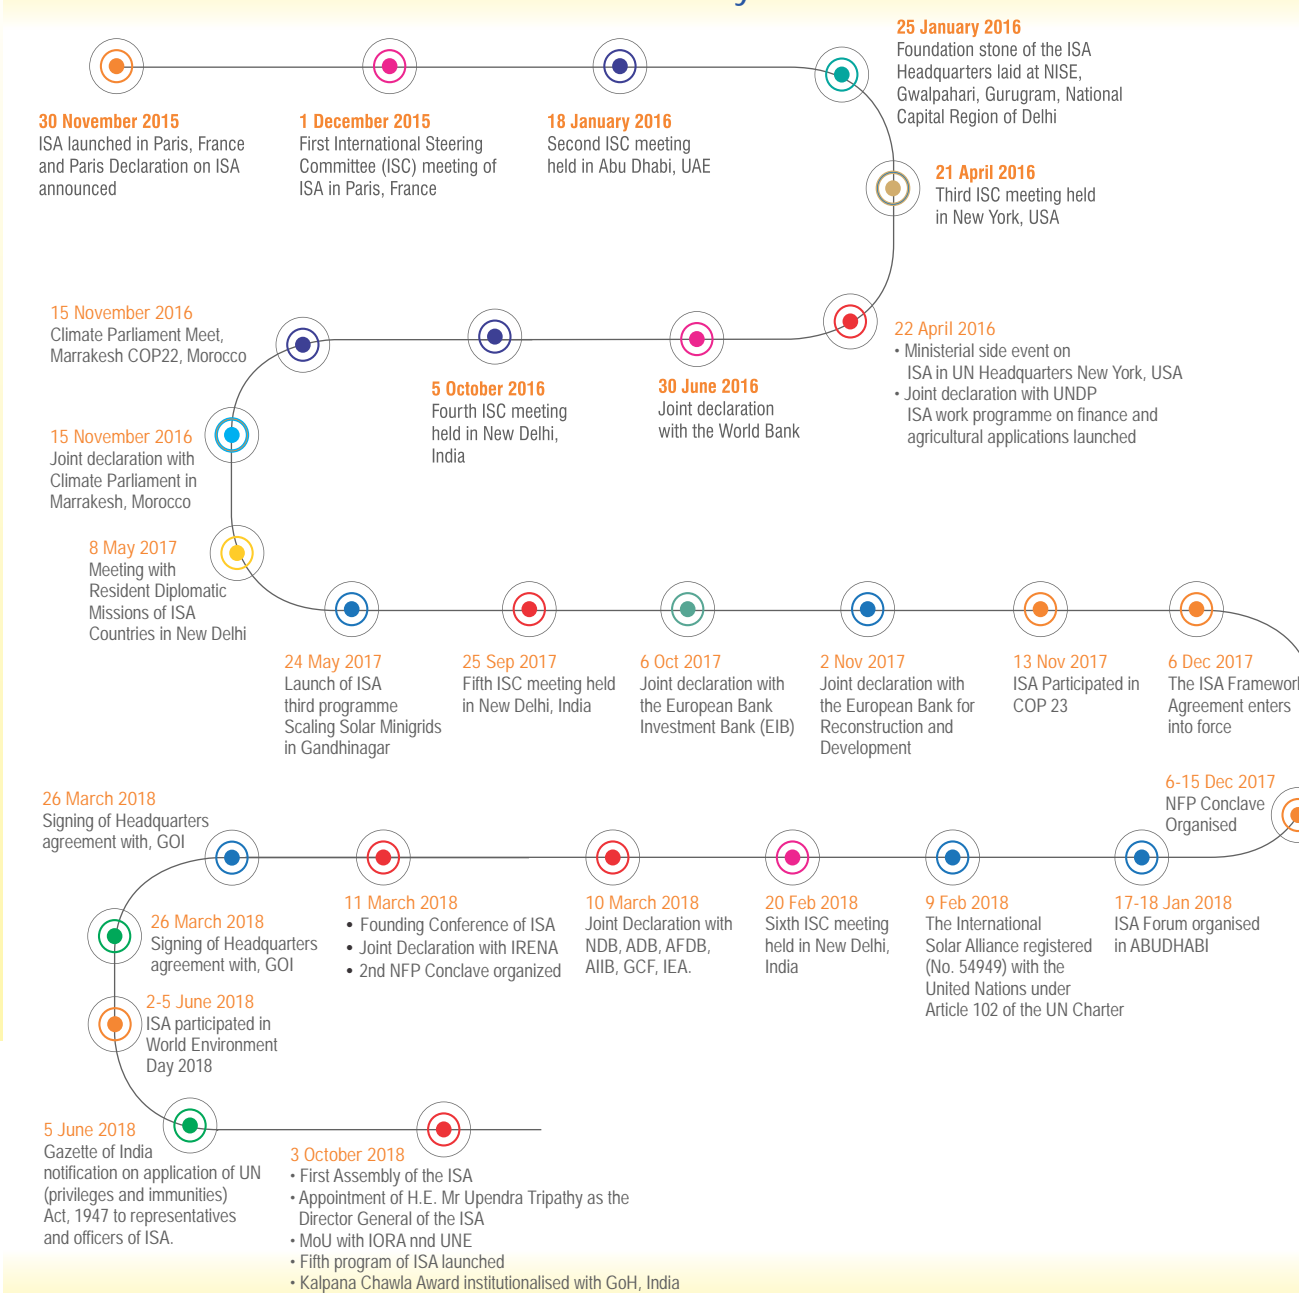 30 November 2015
ISA launched in Paris, France
and Paris Declaration on ISA
announced
1 December 2015
First International Steering
Committee (ISC) meeting of
ISA in Paris, France
18 January 2016
Second ISC meeting
held in Abu Dhabi, UAE
25 January 2016
Foundation stone of the ISA
Headquarters laid at NISE,
Gwalpahari, Gurugram, National
Capital Region of Delhi
21 April 2016
Third ISC meeting held
in New York, USA
22 April 2016
• Ministerial side event on
ISA in UN Headquarters New York, USA
• Joint declaration with UNDP
ISA work programme on finance and
agricultural applications launched
30 June 2016
Joint declaration
with the World Bank
5 October 2016
Fourth ISC meeting
held in New Delhi,
India
15 November 2016
Climate Parliament Meet,
Marrakesh COP22, Morocco
15 November 2016
Joint declaration with
Climate Parliament in
Marrakesh, Morocco
8 May 2017
Meeting with
Resident Diplomatic
Missions of ISA
Countries in New Delhi
24 May 2017
Launch of ISA
third programme
Scaling Solar Minigrids
in Gandhinagar
25 Sep 2017
Fifth ISC meeting held
in New Delhi, India
6 Oct 2017
Joint declaration with
the European Bank
Investment Bank (EIB)
2 Nov 2017
Joint declaration with
the European Bank for
Reconstruction and
Development
13 Nov 2017
ISA Participated in
COP 23
6 Dec 2017
The ISA Framework
Agreement enters
into force
6-15 Dec 2017
NFP Conclave
Organised
17-18 Jan 2018
ISA Forum organised
in ABUDHABI
9 Feb 2018
The International
Solar Alliance registered
(No. 54949) with the
United Nations under
Article 102 of the UN Charter
20 Feb 2018
Sixth ISC meeting
held in New Delhi,
India
10 March 2018
Joint Declaration with
NDB, ADB, AFDB,
AIIB, GCF, IEA.
11 March 2018
• Founding Conference of ISA
• Joint Declaration with IRENA
• 2nd NFP Conclave organized
26 March 2018
Signing of Headquarters
agreement with, GOI
26 March 2018
Signing of Headquarters
agreement with, GOI
2-5 June 2018
ISA participated in
World Environment
Day 2018
5 June 2018
Gazette of India
notification on application of UN
(privileges and immunities)
Act, 1947 to representatives
and officers of ISA.
3 October 2018
• First Assembly of the ISA
• Appointment of H.E. Mr Upendra Tripathy as the
Director General of the ISA
• MoU with IORA nnd UNE
• Fifth program of ISA launched
• Kalpana Chawla Award institutionalised with GoH, India